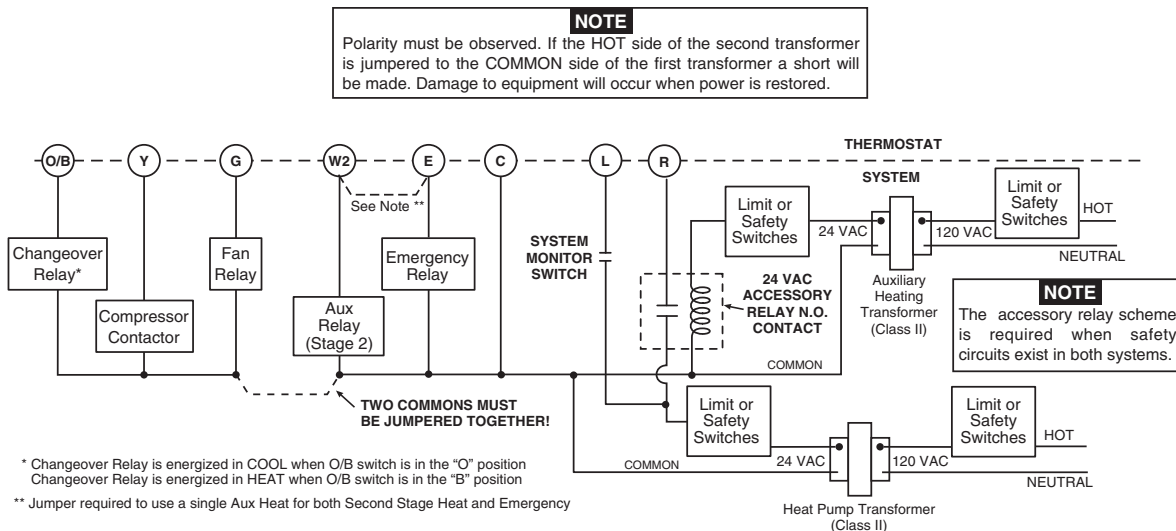 NOTE
Polarity must be observed. If the HOT side of the second transformer
is jumpered to the COMMON side of the first transformer a short will
be made. Damage to equipment will occur when power is restored.
O/B
Y
G
W2
E
C
L
R
THERMOSTAT
SYSTEM
See Note **
Changeover
Relay*
Compressor
Contactor
Fan
Relay
Aux
Relay
(Stage 2)
Emergency
Relay
SYSTEM
MONITOR
SWITCH
24 VAC
ACCESSORY
RELAY N.O.
CONTACT
Limit or
Safety
Switches
24 VAC
120 VAC
Limit or
Safety
Switches
HOT
NEUTRAL
Auxiliary
Heating
Transformer
(Class II)
NOTE
The accessory relay scheme
is required when safety
circuits exist in both systems.
COMMON
TWO COMMONS MUST
BE JUMPERED TOGETHER!
Limit or
Safety
Switches
24 VAC
120 VAC
Limit or
Safety
Switches
HOT
NEUTRAL
COMMON
Heat Pump Transformer
(Class II)
* Changeover Relay is energized in COOL when O/B switch is in the “O” position
Changeover Relay is energized in HEAT when O/B switch is in the “B” position
** Jumper required to use a single Aux Heat for both Second Stage Heat and Emergency